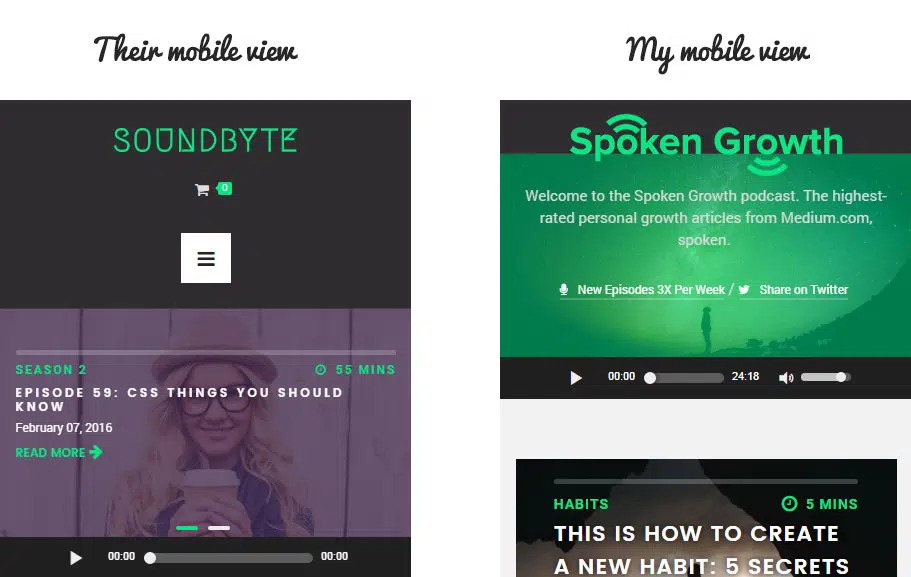 Their mobile view
SOUNDBYTE
0
SEASON 2
55 MINS
EPISODE 59: CSS THINGS YOU SHOULD
KNOW
February 07, 2016
READ MORE
00:00
00:00
My mobile view
Spoken Growth
Welcome to the Spoken Growth podcast. The highest-
rated personal growth articles from Medium.com,
spoken.
New Episodes 3X Per Week / Share on Twitter
00:00
24:18
HABITS
5 MINS
THIS IS HOW TO CREATE
A NEW HABIT: 5 SECRETS